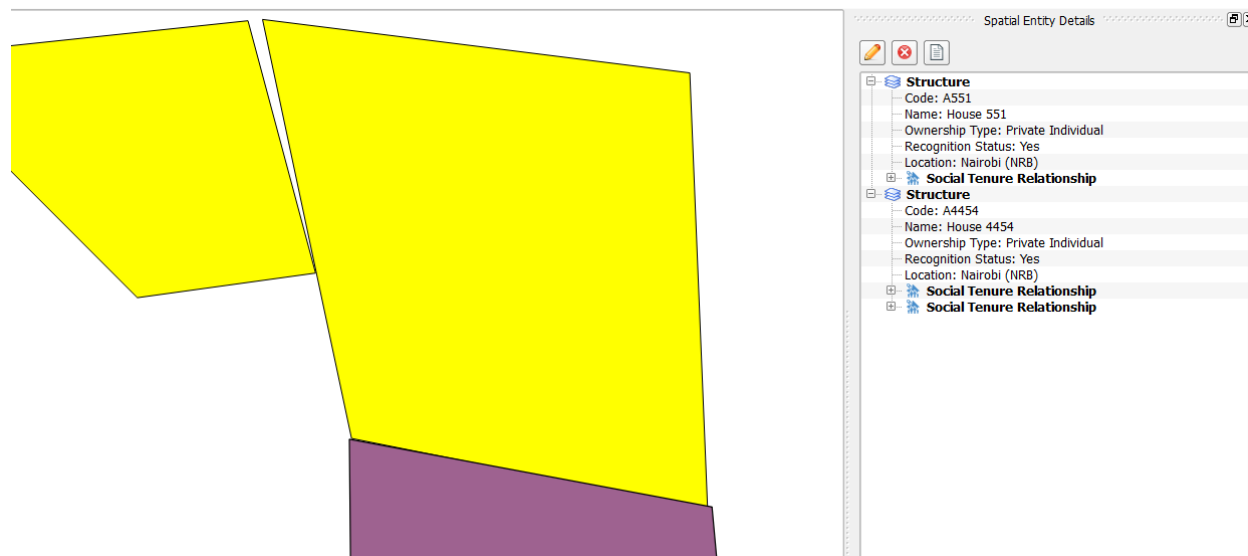 Spatial Entity Details
Structure
Code: A551
Name: House 551
Ownership Type: Private Individual
Recognition Status: Yes
Location: Nairobi (NRB)
Social Tenure Relationship
Structure
Code: A4454
Name: House 4454
Ownership Type: Private Individual
Recognition Status: Yes
Location: Nairobi (NRB)
Social Tenure Relationship
Social Tenure Relationship